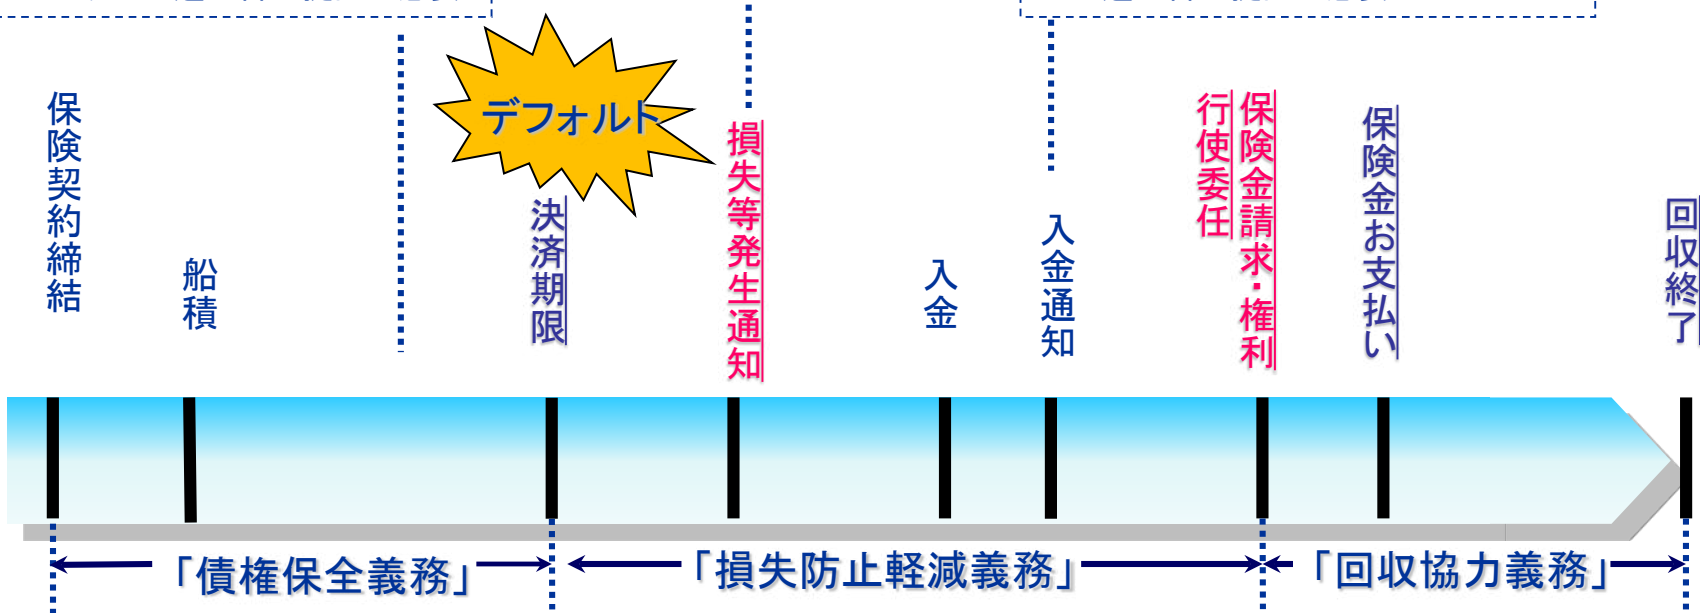 保険契約締結
船積
デフォルト
決済期限
損失等発生通知
入金
入金通知
保険金請求・権利
行使委任
保険金お支払い
回収終了
「債権保全義務」
「損失防止軽減義務」
「回収協力義務」